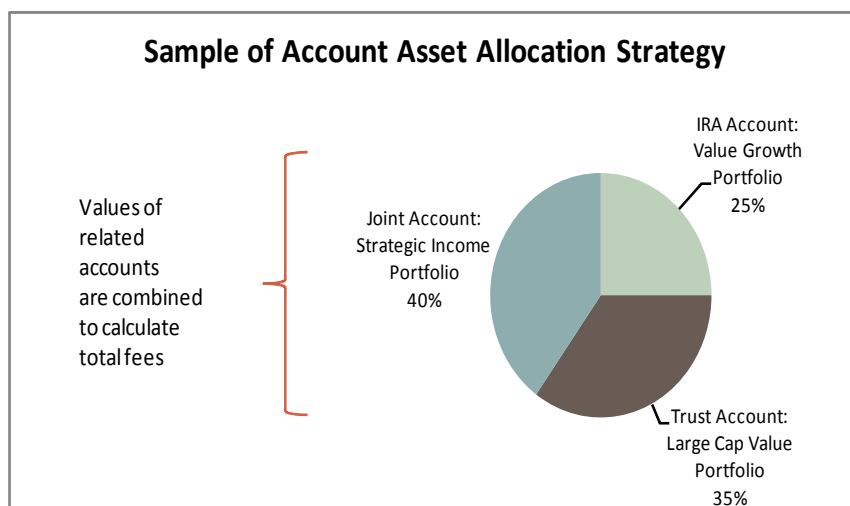 Sample of Account Asset Allocation Strategy
Values of
related
accounts
are combined
to calculate
total fees
Joint Account:
Strategic Income
Portfolio
40%
IRA Account:
Value Growth
Portfolio
25%
Trust Account:
Large Cap Value
Portfolio
35%